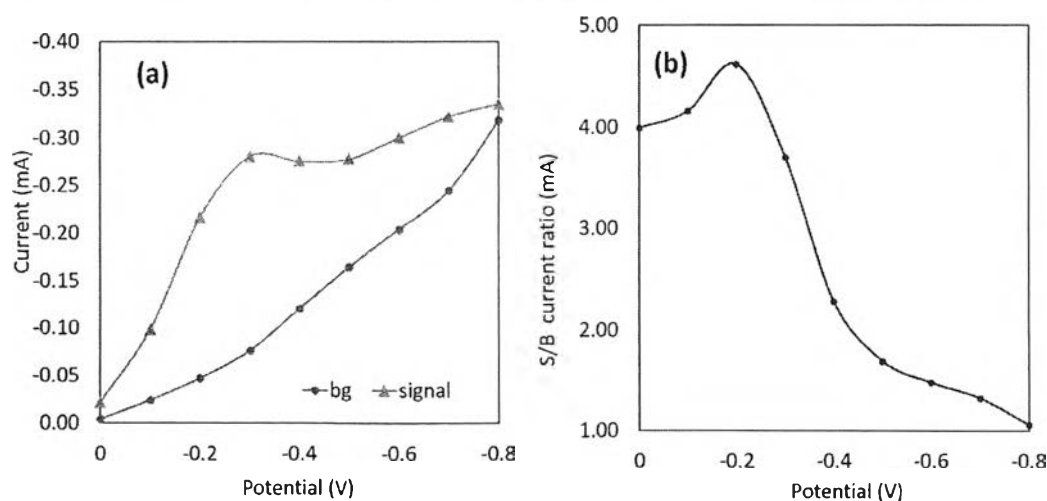 (a)
Current (mA)
-0.40
-0.35
-0.30
-0.25
-0.20
-0.15
-0.10
-0.05
0.00
bg signal
0 -0.2 -0.4 -0.6 -0.8
Potential (V)
(b)
S/B current ratio (mA)
5.00
4.00
3.00
2.00
1.00
0 -0.2 -0.4 -0.6 -0.8
Potential (V)